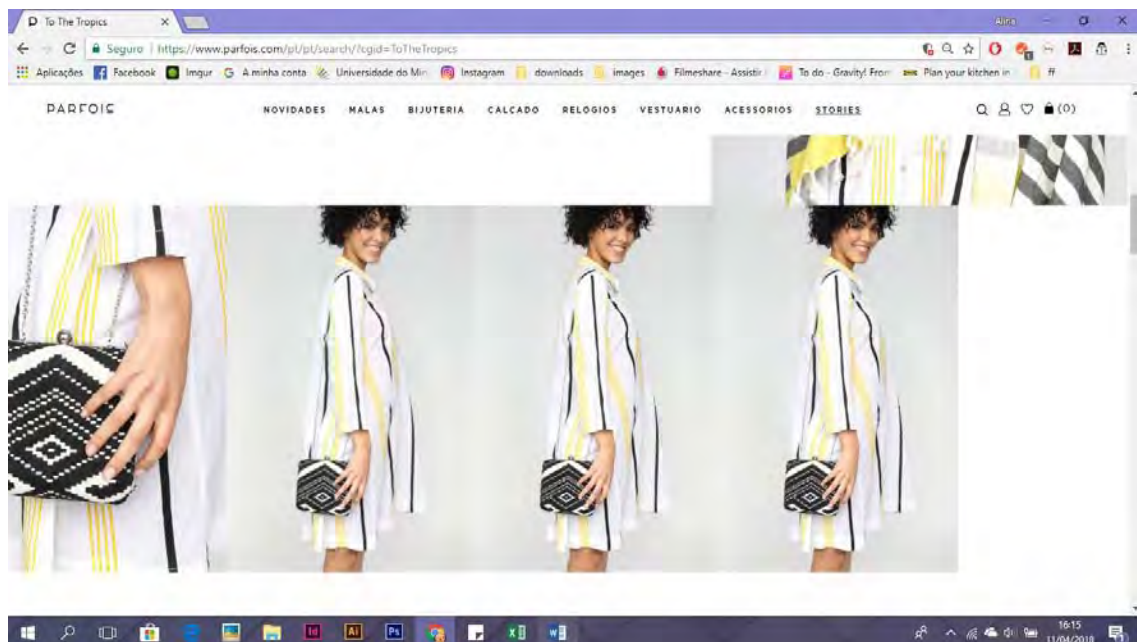 To The Tropics
Alina
Seguro | https://www.parfois.com/pt/pt/search/?cgid=ToTheTropics
Aplicações Facebook Imgur A minha conta Universidade do Min Instagram downloads images Filmeshare - Assistir To do - Gravity! From Plan your kitchen in ff
PARFOIS NOVIDADES MALAS BIJUTERIA CALCADO RELOGIOS VESTUARIO ACESSORIOS STORIES (0)
16:15
11/04/2018